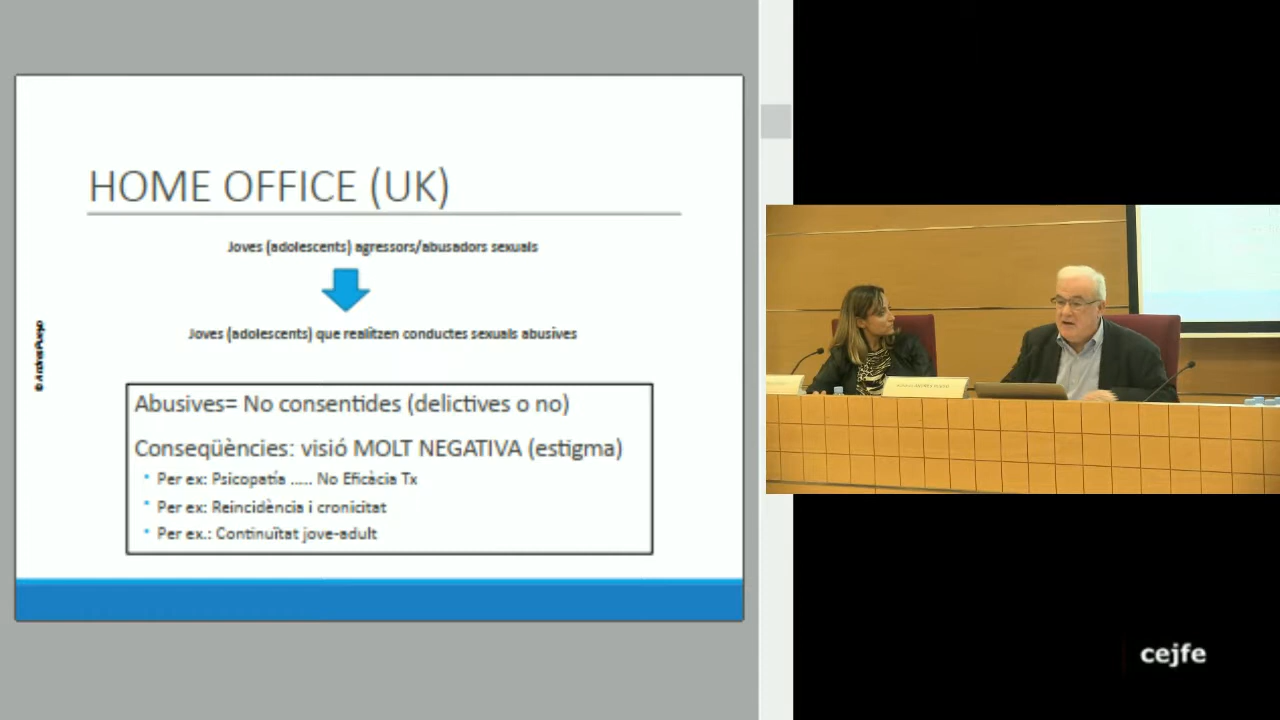 HOME OFFICE (UK)
Joves (adolescents) agressors/abusadors sexuals
Joves (adolescents) que realitzen conductes sexuals abusives
Abusives= No consentides (delictives o no)
Conseqüències: visió MOLT NEGATIVA (estigma)
Per ex: Psicopatía ..... No Eficàcia Tx
Per ex: Reincidència i cronicitat
Per ex.: Continuïtat jove-adult
cejfe